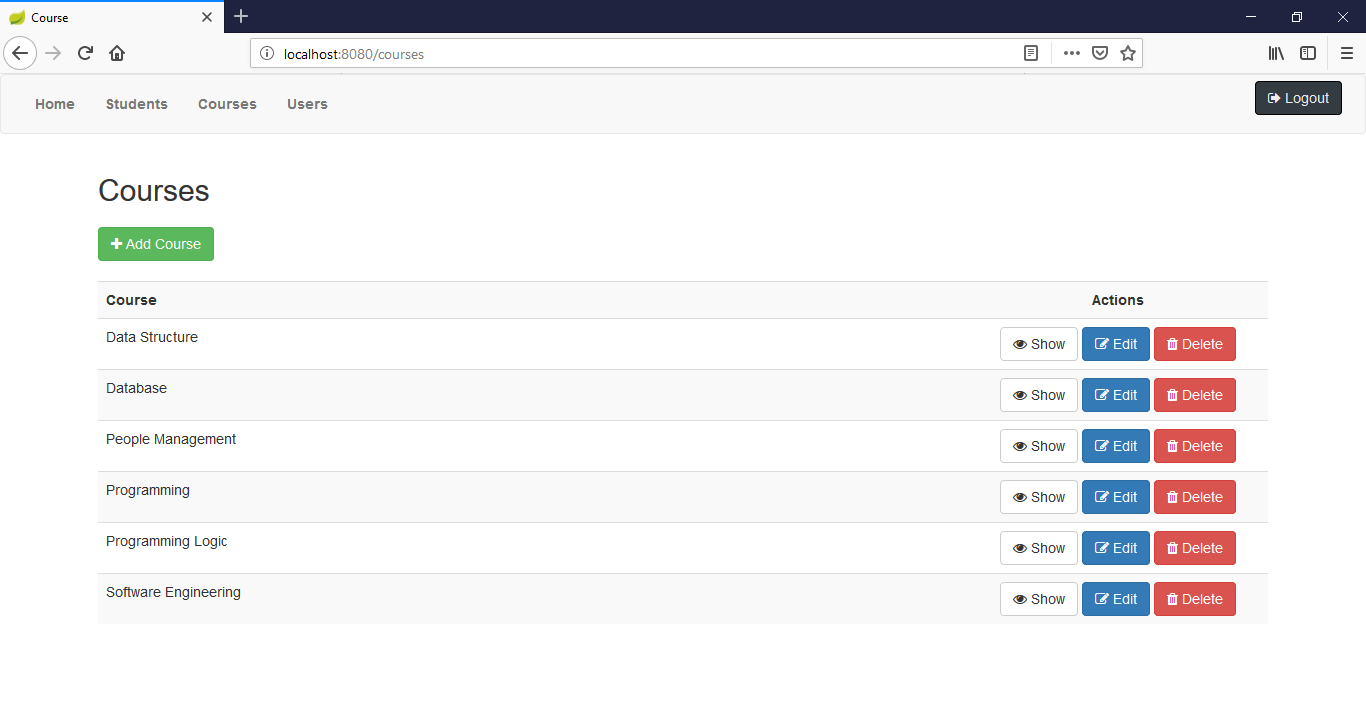 Course
localhost:8080/courses
Home Students Courses Users Logout
Courses
Add Course
Course Actions
Data Structure Show Edit Delete
Database Show Edit Delete
People Management Show Edit Delete
Programming Show Edit Delete
Programming Logic Show Edit Delete
Software Engineering Show Edit Delete